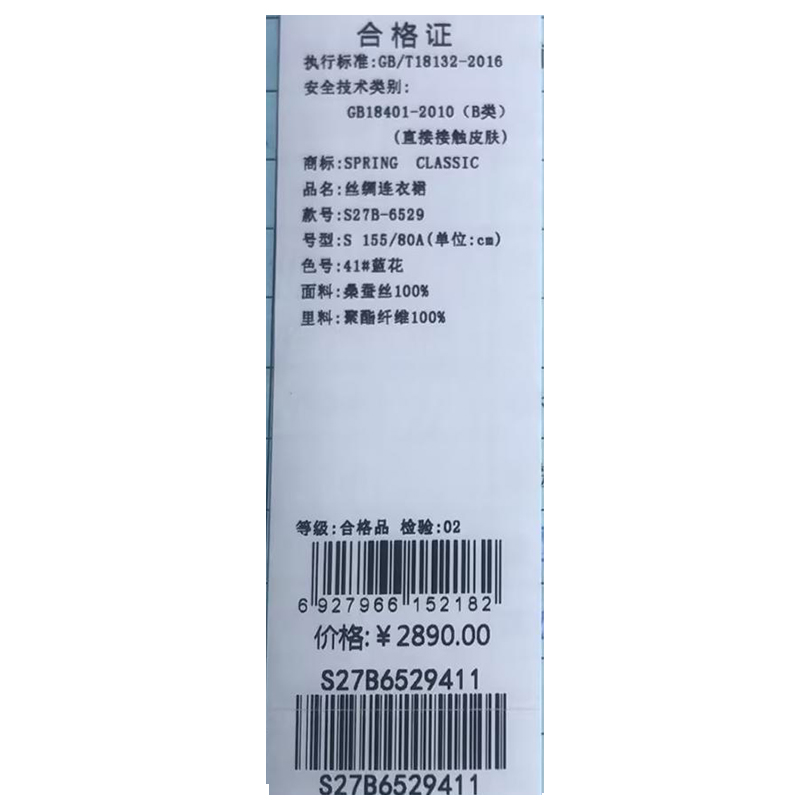 合格证
执行标准:GB/T18132-2016
安全技术类别:
GB18401-2010（B类）
(直接接触皮肤)
商标:SPRING CLASSIC
品名:丝绸连衣裙
款号:S27B-6529
号型:S 155/80A(单位:cm)
色号:41#蓝花
面料:桑蚕丝100%
里料:聚酯纤维100%
等级:合格品 检验:02
6 927966 152182
价格:￥2890.00
S27B6529411
S27B6529411